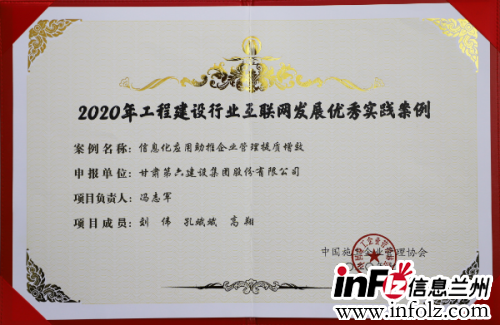 2020年工程建设行业互联网发展优秀实践案例
案例名称：信息化应用助推企业管理提质增效
申报单位：甘肃第六建设集团股份有限公司
项目负责人：冯志军
项目成员：刘 伟 孔斌斌 高翔
中国施工企业管理协会
infLz 信息兰州
www.infolz.com